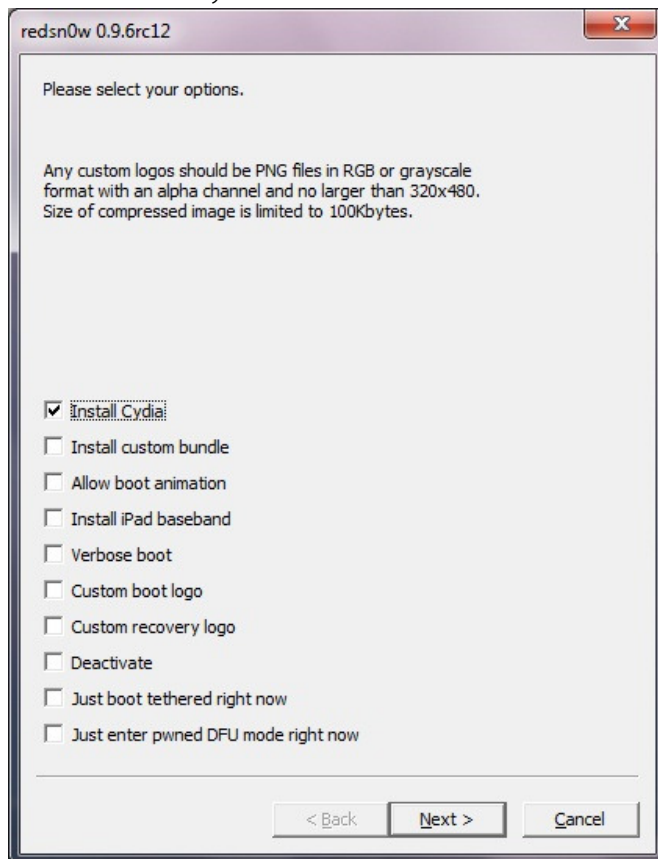 redsn0w 0.9.6rc12
Please select your options.
Any custom logos should be PNG files in RGB or grayscale
format with an alpha channel and no larger than 320x480.
Size of compressed image is limited to 100Kbytes.
Install Cydia
Install custom bundle
Allow boot animation
Install iPad baseband
Verbose boot
Custom boot logo
Custom recovery logo
Deactivate
Just boot tethered right now
Just enter pwned DFU mode right now
< Back Next > Cancel